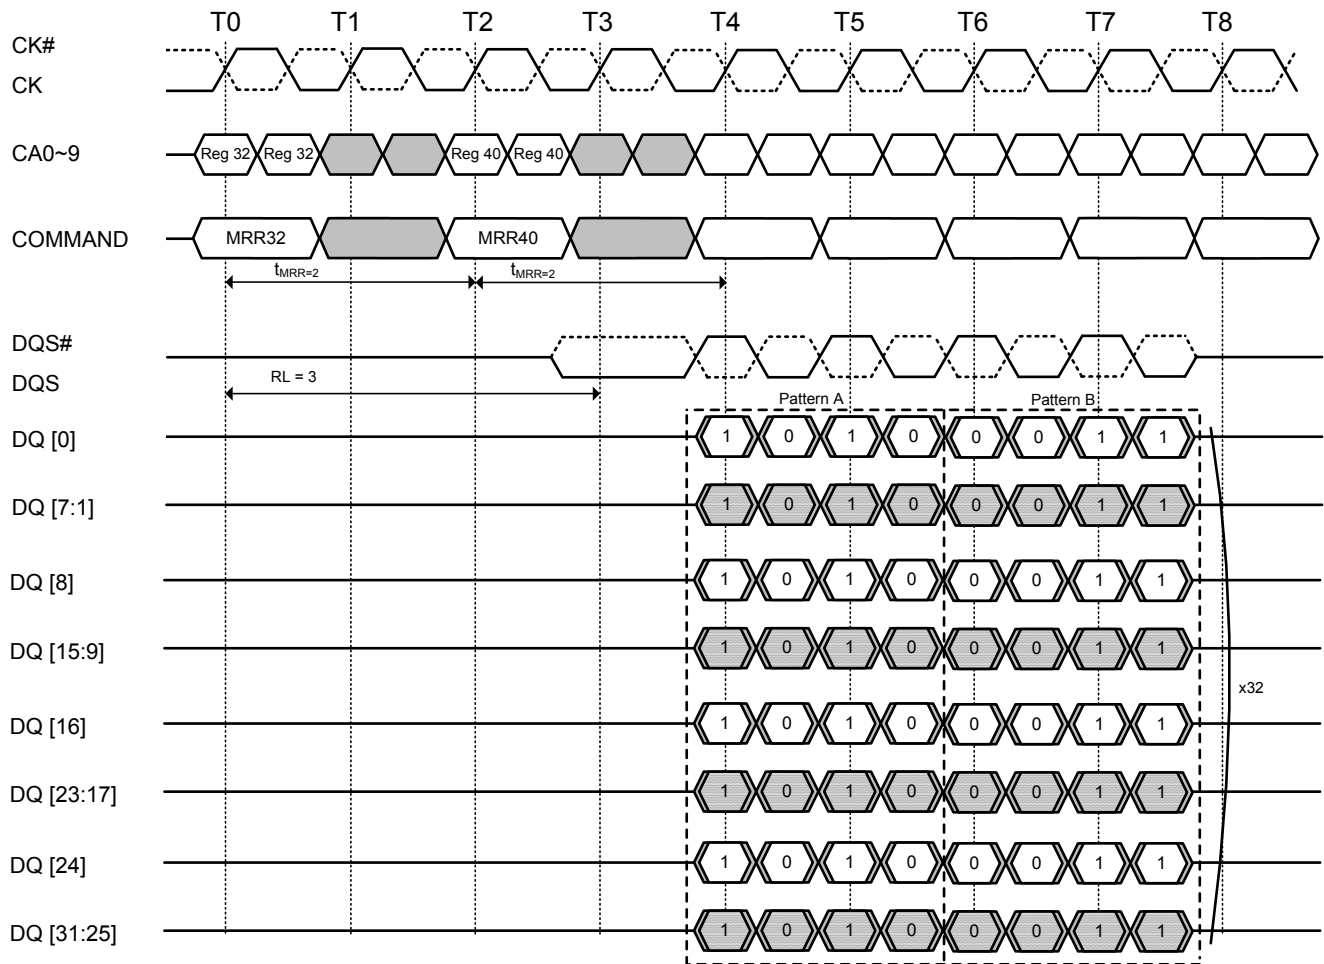 T0 T1 T2 T3 T4 T5 T6 T7 T8
CK#
CK
CA0~9 Reg 32 Reg 32 Reg 40 Reg 40
COMMAND MRR32 MRR40
tMRR=2 tMRR=2
DQS#
DQS
RL = 3
Pattern A Pattern B
DQ [0] 1 0 1 0 0 0 1 1
DQ [7:1] 1 0 1 0 0 0 1 1
DQ [8] 1 0 1 0 0 0 1 1
DQ [15:9] 1 0 1 0 0 0 1 1
x32
DQ [16] 1 0 1 0 0 0 1 1
DQ [23:17] 1 0 1 0 0 0 1 1
DQ [24] 1 0 1 0 0 0 1 1
DQ [31:25] 1 0 1 0 0 0 1 1